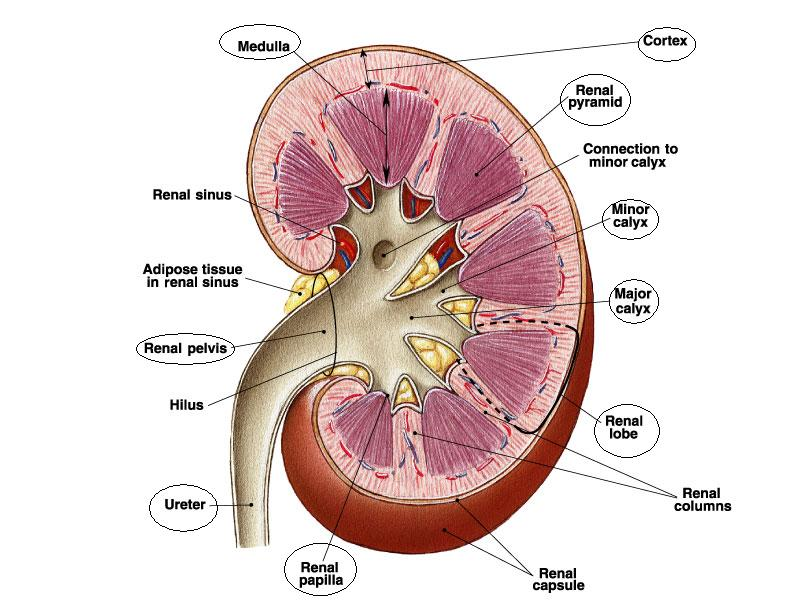 Medulla
Cortex
Renal
pyramid
Connection to
minor calyx
Renal sinus
Minor
calyx
Adipose tissue
in renal sinus
Major
calyx
Renal pelvis
Hilus
Renal
lobe
Ureter
Renal
columns
Renal
papilla
Renal
capsule